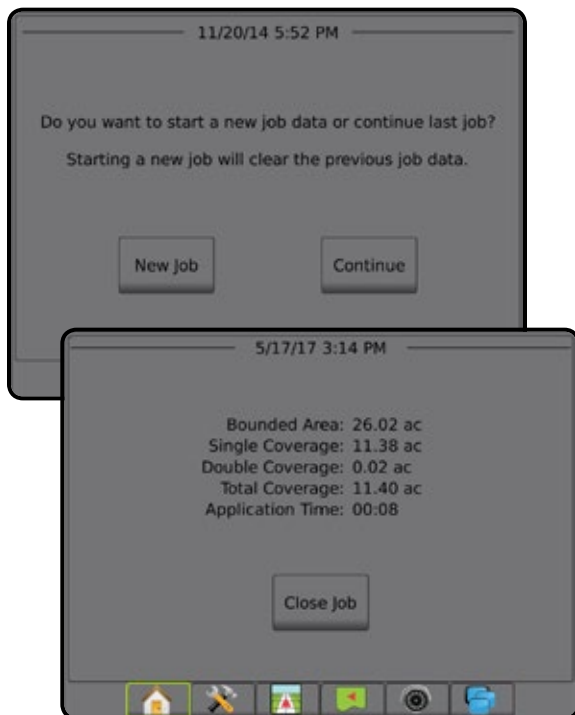 11/20/14 5:52 PM
Do you want to start a new job data or continue last job?
Starting a new job will clear the previous job data.
New Job Continue
5/17/17 3:14 PM
Bounded Area: 26.02 ac
Single Coverage: 11.38 ac
Double Coverage: 0.02 ac
Total Coverage: 11.40 ac
Application Time: 00:08
Close Job